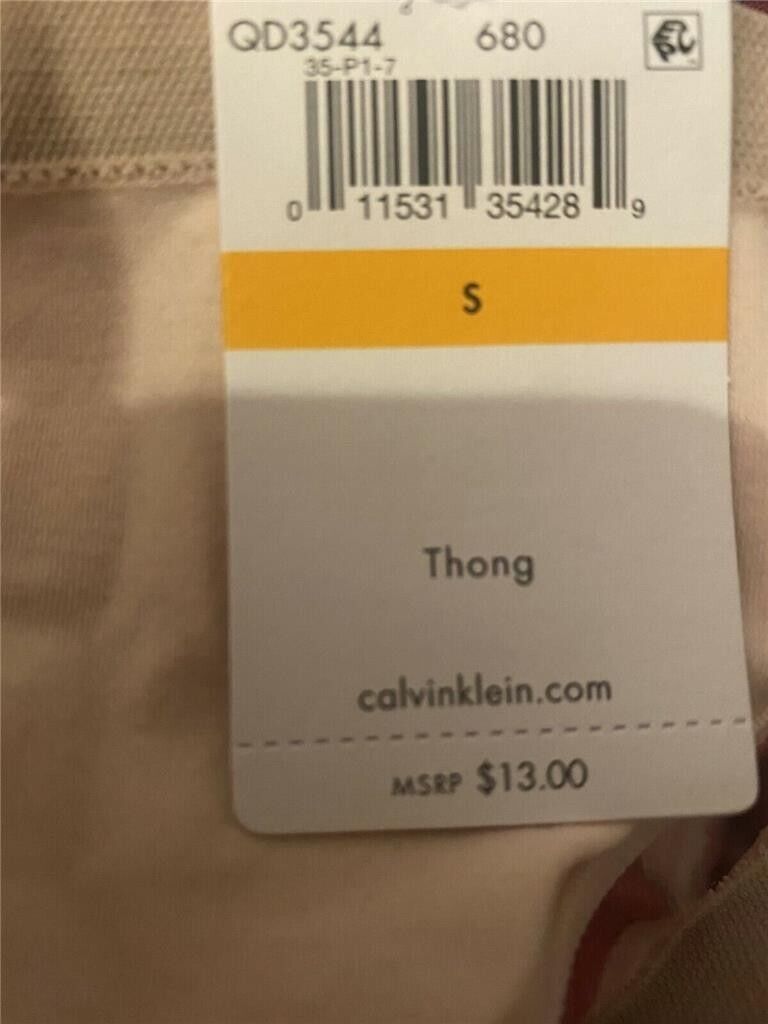 QD3544 680
35-P1-7
0 11531 35428 9
S
Thong
calvinklein.com
MSRP $13.00